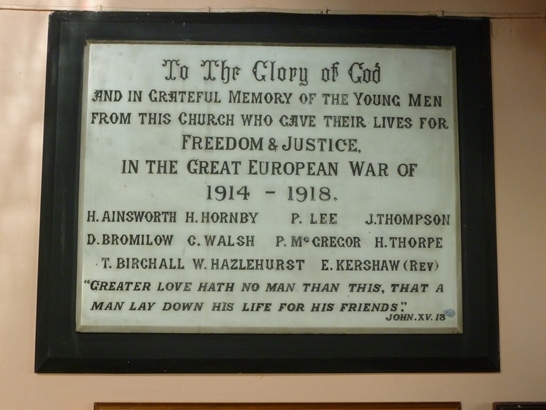 To The Glory of God
AND IN GRATEFUL MEMORY OF THE YOUNG MEN
FROM THIS CHURCH WHO GAVE THEIR LIVES FOR
FREEDOM & JUSTICE,
IN THE GREAT EUROPEAN WAR OF
1914 - 1918.
H. AINSWORTH H. HORNBY P. LEE J. THOMPSON
D. BROMILOW C. WALSH P. McGREGOR H. THORPE
T. BIRCHALL W. HAZLEHURST E. KERSHAW (REV)
"GREATER LOVE HATH NO MAN THAN THIS, THAT A
MAN LAY DOWN HIS LIFE FOR HIS FRIENDS".
JOHN. XV. 13